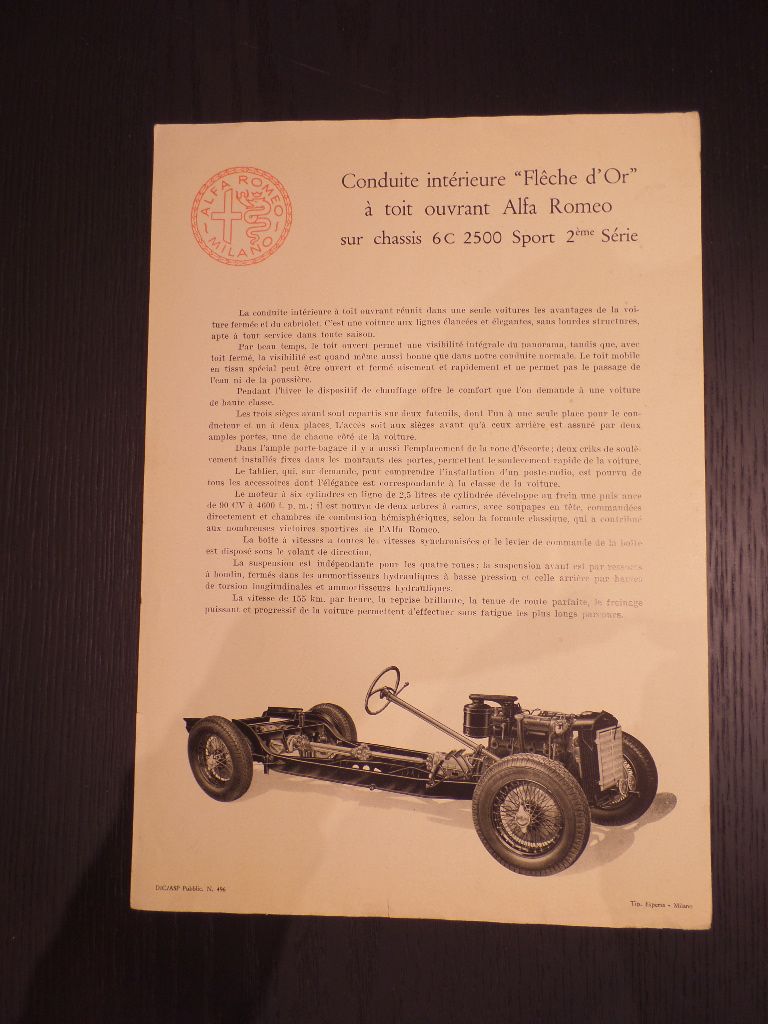 ALFA ROMEO
MILANO
Conduite intérieure "Flêche d'Or"
à toit ouvrant Alfa Romeo
sur chassis 6C 2500 Sport 2ème Série
La conduite intérieure à toit ouvrant réunit dans une seule voitures les avantages de la voi-
ture fermée et du cabriolet. C'est une voiture aux lignes élancées et élegantes, sans lourdes structures,
apte à tout service dans toute saison.
Par beau temps, le toit ouvert permet une visibilité intégrale du panorama, tandis que, avec
toit fermé, la visibilité est quand même aussi bonne que dans notre conduite normale. Le toit mobile
en tissu spécial peut être ouvert et fermé aisement et rapidement et ne permet pas le passage de
l'eau ni de la poussière.
Pendant l'hiver le dispositif de chauffage offre le comfort que l'on demande à une voiture
de haute classe.
Les trois sièges avant sont repartis sur deux fauteuils, dont l'un à une seule place pour le con-
ducteur et un à deux places. L'accès soit aux sièges avant qu'à ceux arrière est assuré par deux
amples portes, une de chaque côté de la voiture.
Dans l'ample porte-bagage il y a aussi l'emplacement de la roue d'éscorte; deux criks de soulè-
vement installés fixes dans les montants des portes, permettent le soulevement rapide de la voiture.
Le tablier, qui, sur demande, peut comprendre l'installation d'un poste-radio, est pourvu de
tous les accessoires dont l'élégance est correspondante à la classe de la voiture.
Le moteur à six cylindres en ligne de 2,5 litres de cylindrée développe au frein une puis ance
de 90 CV à 4600 t. p. m.; il est pourvu de deux arbres à cames, avec soupapes en tête, commandées
directement et chambres de combustion hémisphériques, selon la formule classique, qui a contribué
aux nombreuses victoires sportives de l'Alfa Romeo.
La boîte à vitesses a toutes les vitesses synchronisées et le levier de commande de la boîte
est disposé sous le volant de direction.
La suspension est indépendante pour les quatre roues; la suspension avant est par ressorts
à boudin, fermés dans les ammortisseurs hydrauliques à basse pression et celle arrière par barres
de torsion longitudinales et ammortisseurs hydrauliques.
La vitesse de 155 km. par heure, la reprise brillante, la tenue de route parfaite, le freinage
puissant et progressif de la voiture permettent d'effectuer sans fatigue les plus longs parcours.
DIC/ASP Pubblic. N. 496
Tip. Esperia - Milano